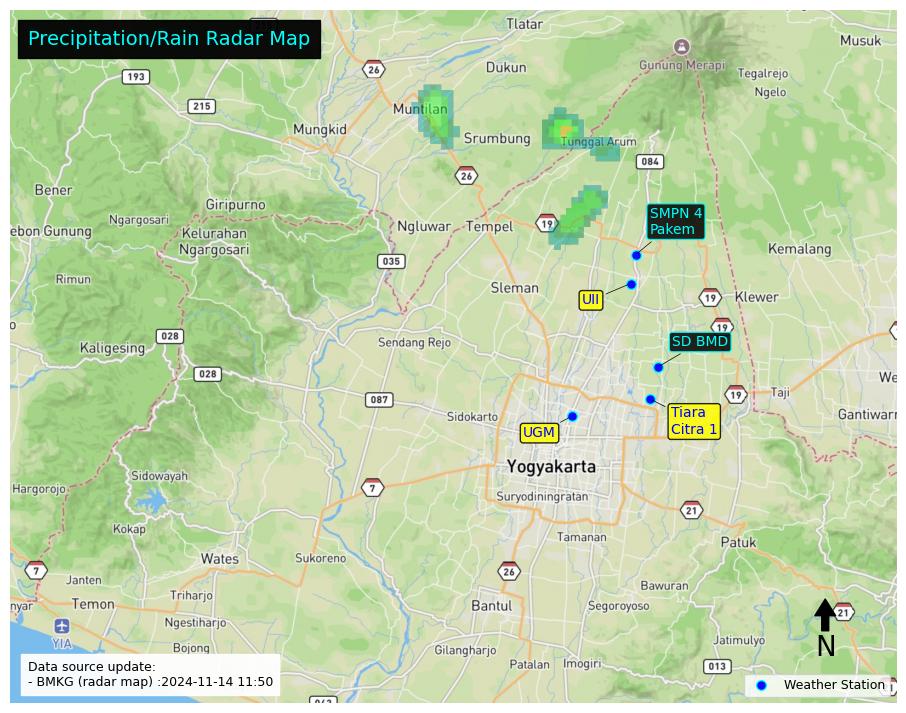 Precipitation/Rain Radar Map
Tlatar
Musuk
26
Dukun
Gunung Merapi
Tegalrejo
193
Ngelo
215
Muntilan
Mungkid
Srumbung
Tunggal Arum
084
26
Bener
Giripurno
Ngargosari
ebon Gunung
Kelurahan
Ngargosari
Ngluwar
Tempel
19
SMPN 4
Pakem
Kemalang
035
Rimun
Sleman
UII
19
Klewer
19
028
Kaligesing
Sendang Rejo
SD BMD
028
We
087
19
Taji
Sidokarto
Tiara
Citra 1
Gantiwarn
UGM
Yogyakarta
Sidowayah
Hargorojo
7
Suryodiningratan
21
Kokap
Tamanan
Patuk
Wates
Sukoreno
7
26
Janten
Bawuran
nyar
Temon
Triharjo
Bantul
Segoroyoso
21
Ngestiharjo
YIA
N
Jatimulyo
Bojong
Gilangharjo
Patalan
Imogiri
013
Data source update:
- BMKG (radar map) :2024-11-14 11:50
Weather Station